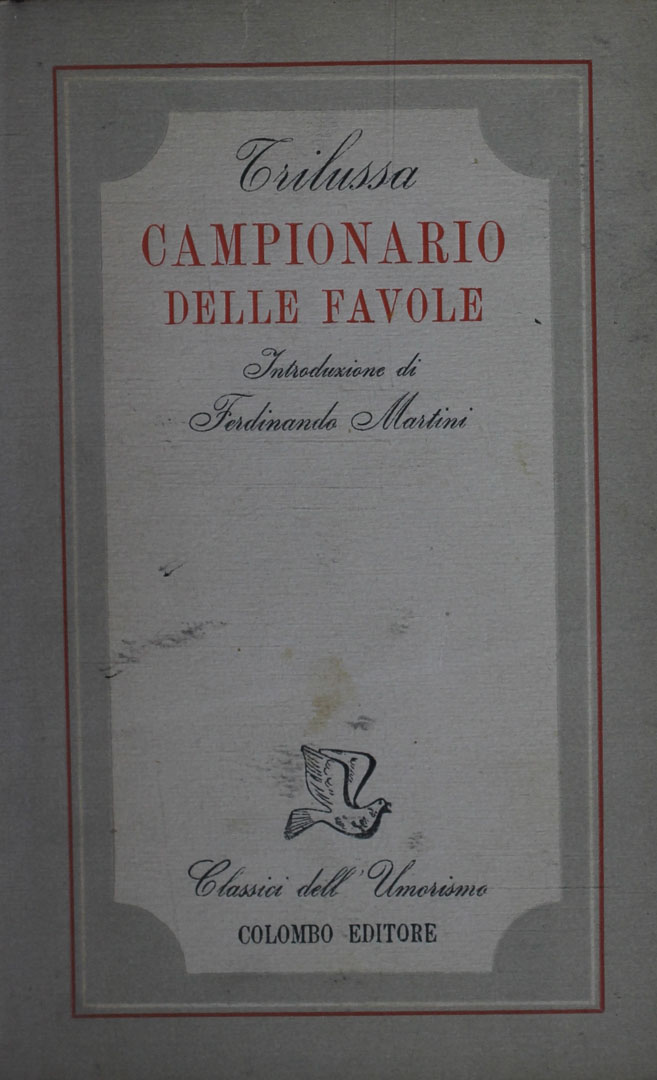 Trilussa
CAMPIONARIO
DELLE FAVOLE
Introduzione di
Ferdinando Martini
Classici dell'Umorismo
COLOMBO EDITORE